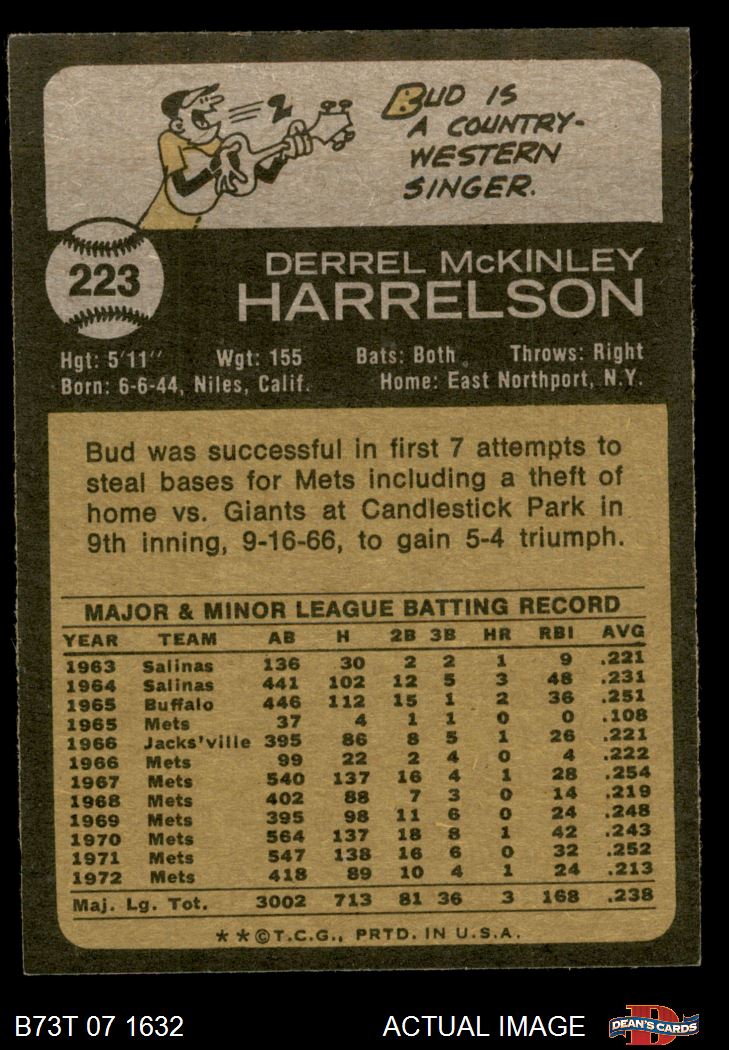 BUD IS
A COUNTRY-
WESTERN
SINGER.
223
DERREL McKINLEY
HARRELSON
Hgt: 5'11" Wgt: 155 Bats: Both Throws: Right
Born: 6-6-44, Niles, Calif. Home: East Northport, N.Y.
Bud was successful in first 7 attempts to
steal bases for Mets including a theft of
home vs. Giants at Candlestick Park in
9th inning, 9-16-66, to gain 5-4 triumph.
MAJOR & MINOR LEAGUE BATTING RECORD
YEAR TEAM AB H 2B 3B HR RBI AVG
1963 Salinas 136 30 2 2 1 9 .221
1964 Salinas 441 102 12 5 3 48 .231
1965 Buffalo 446 112 15 1 2 36 .251
1965 Mets 37 4 1 1 0 0 .108
1966 Jacks'ville 395 86 8 5 1 26 .221
1966 Mets 99 22 2 4 0 4 .222
1967 Mets 540 137 16 4 1 28 .254
1968 Mets 402 88 7 3 0 14 .219
1969 Mets 395 98 11 6 0 24 .248
1970 Mets 564 137 18 8 1 42 .243
1971 Mets 547 138 16 6 0 32 .252
1972 Mets 418 89 10 4 1 24 .213
Maj. Lg. Tot. 3002 713 81 36 3 168 .238
* * © T.C.G., PRTD. IN U.S.A.
B73T 07 1632 ACTUAL IMAGE DEAN'S CARDS